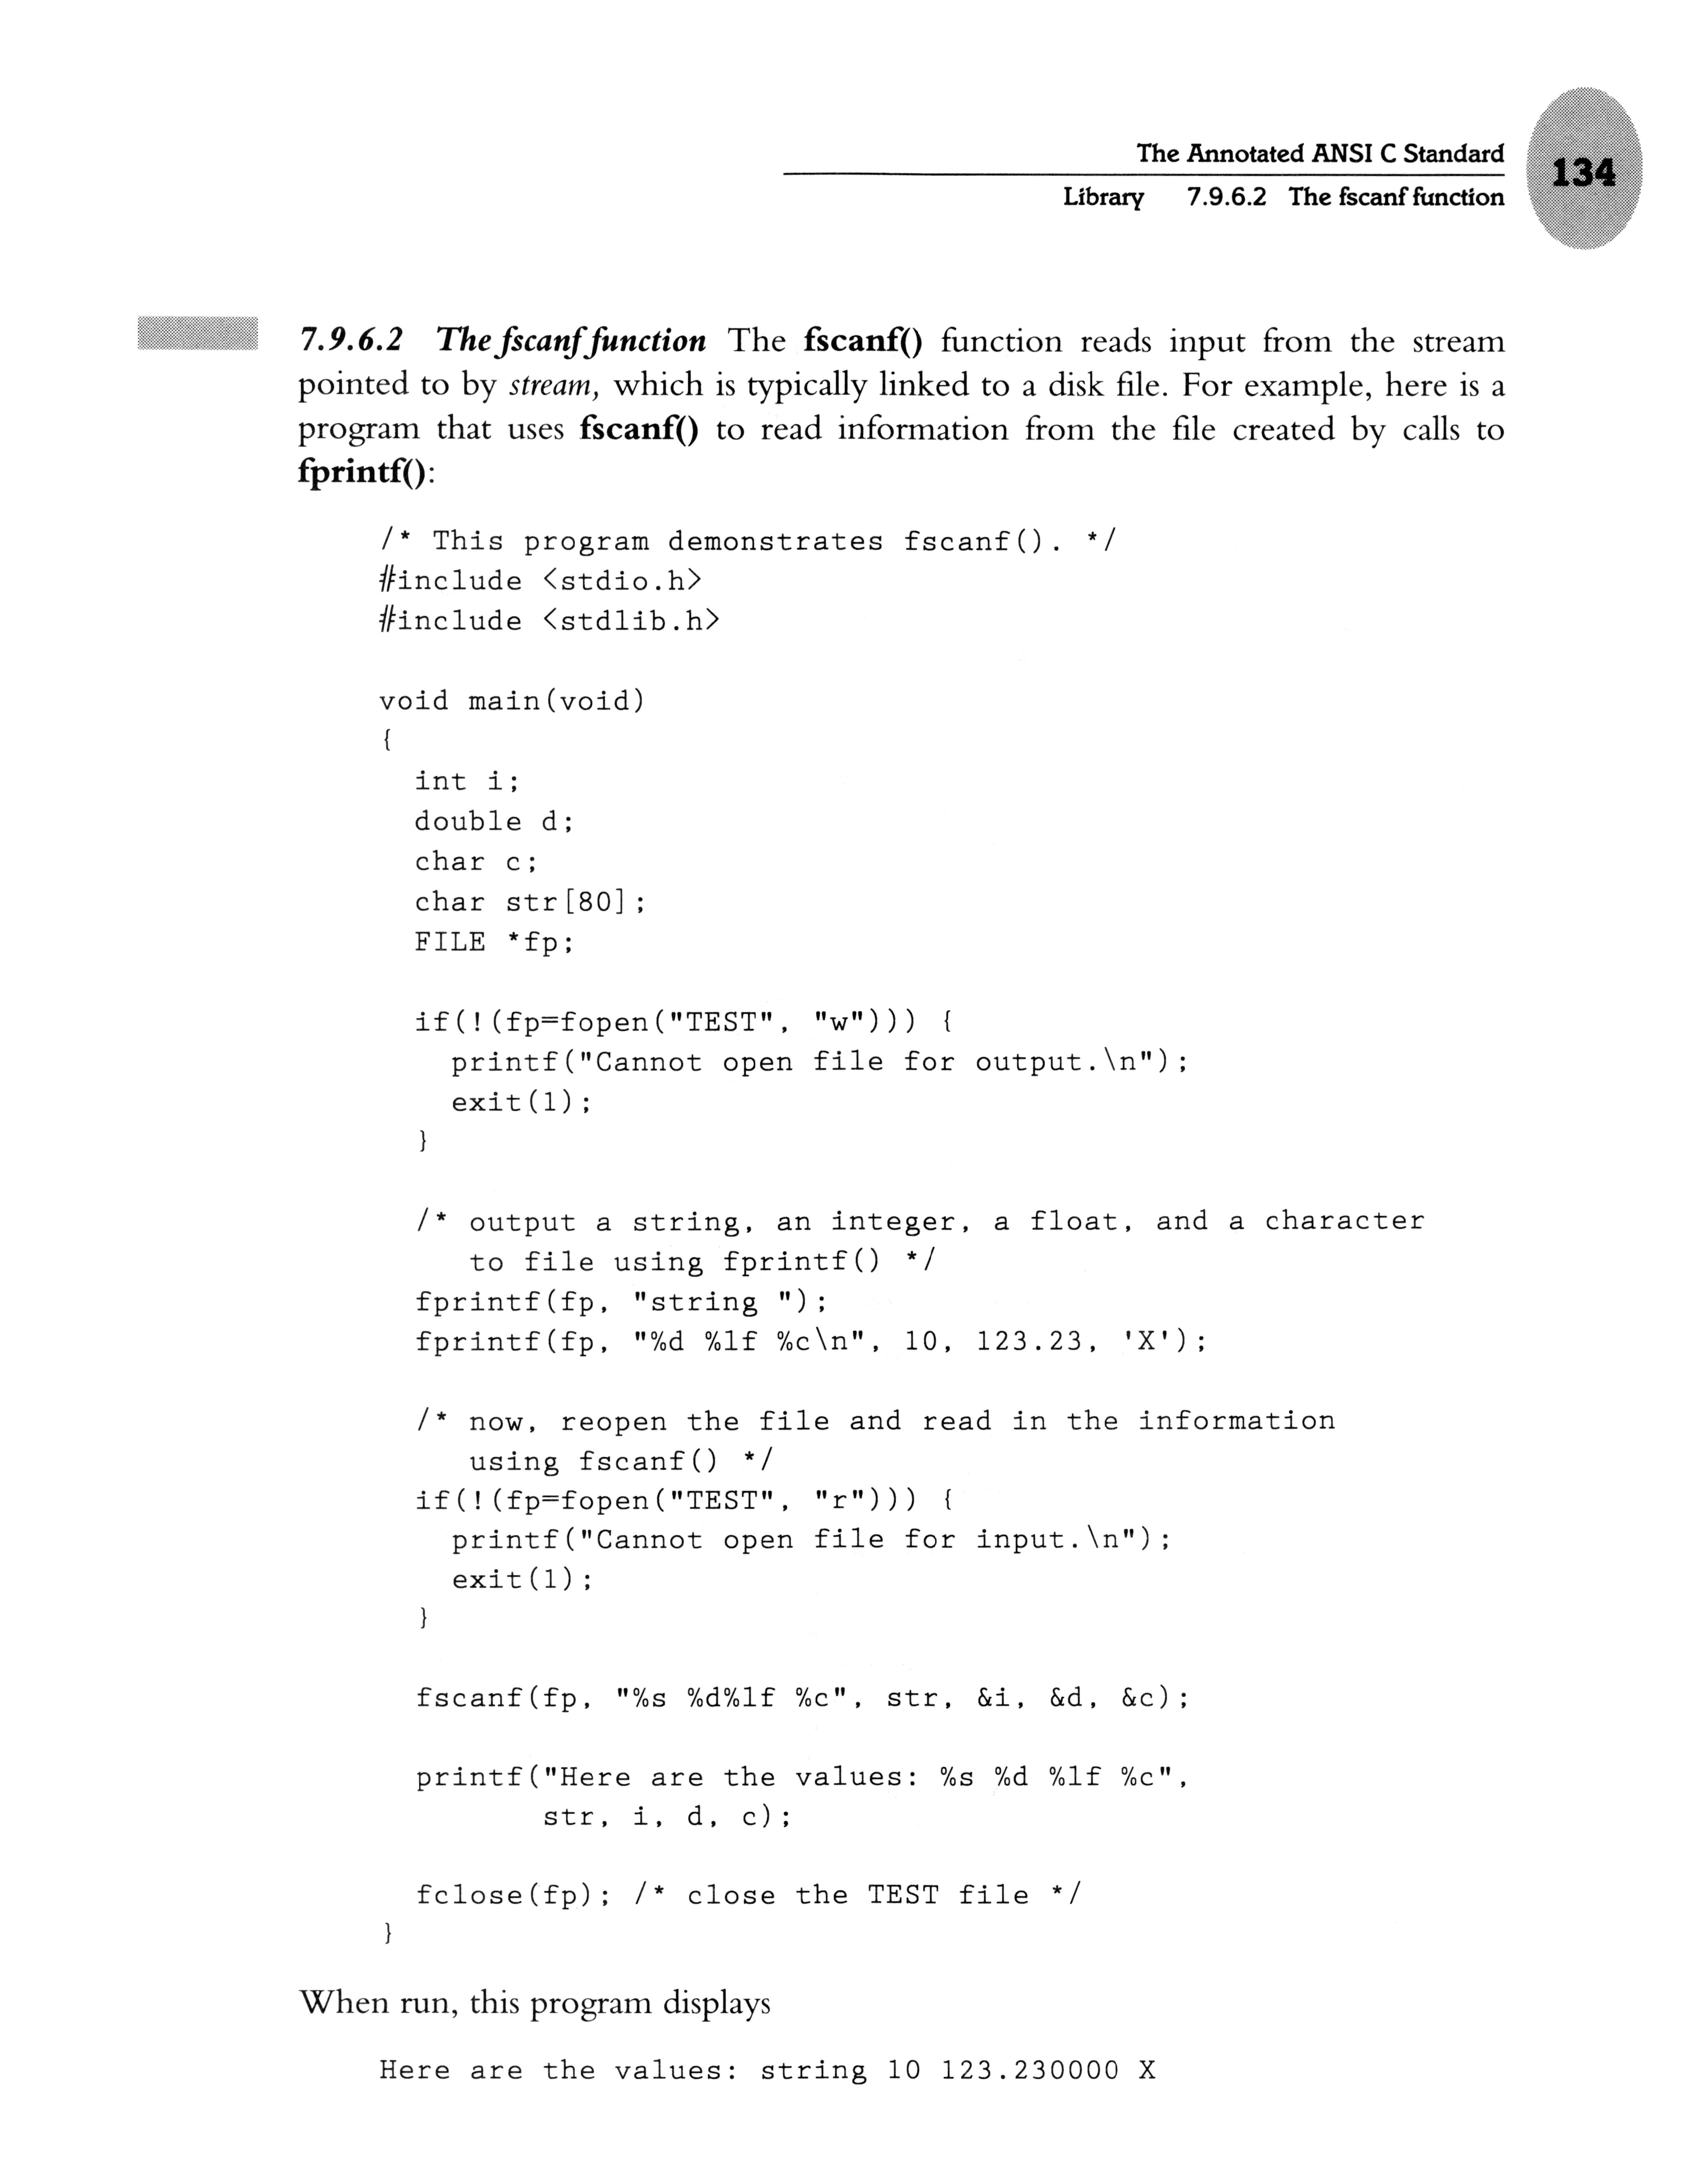 The Annotated ANSI C Standard
134
Library 7.9.6.2 The fscanf function
7.9.6.2 The fscanf function The fscanf() function reads input from the stream
pointed to by stream, which is typically linked to a disk file. For example, here is a
program that uses fscanf() to read information from the file created by calls to
fprintf():
/* This program demonstrates fscanf(). */
#include <stdio.h>
#include <stdlib.h>
void main(void)
{
int i;
double d;
char c;
char str[80];
FILE *fp;
if(!(fp=fopen("TEST", "w"))) {
printf("Cannot open file for output.\n");
exit(1);
}
/* output a string, an integer, a float, and a character
to file using fprintf() */
fprintf(fp, "string ");
fprintf(fp, "%d %lf %c\n", 10, 123.23, 'X');
/* now, reopen the file and read in the information
using fscanf() */
if(!(fp=fopen("TEST", "r"))) {
printf("Cannot open file for input.\n");
exit(1);
}
fscanf(fp, "%s %d%lf %c", str, &i, &d, &c);
printf("Here are the values: %s %d %lf %c",
str, i, d, c);
fclose(fp); /* close the TEST file */
}
When run, this program displays
Here are the values: string 10 123.230000 X